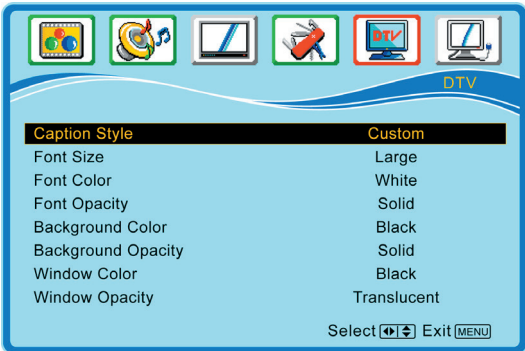 DTV
DTV
Caption Style Custom
Font Size Large
Font Color White
Font Opacity Solid
Background Color Black
Background Opacity Solid
Window Color Black
Window Opacity Translucent
Select Exit MENU